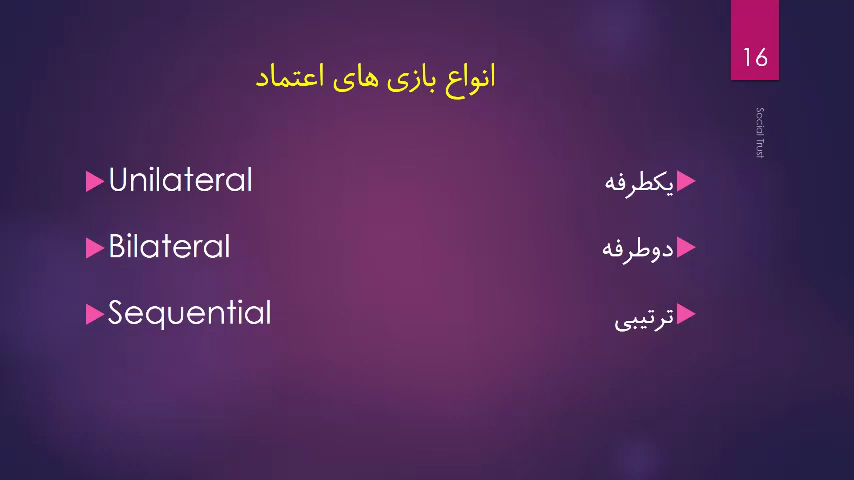 16
انواع بازی های اعتماد
Social Trust
Unilateral
یکطرفه
Bilateral
دوطرفه
Sequential
ترتیبی